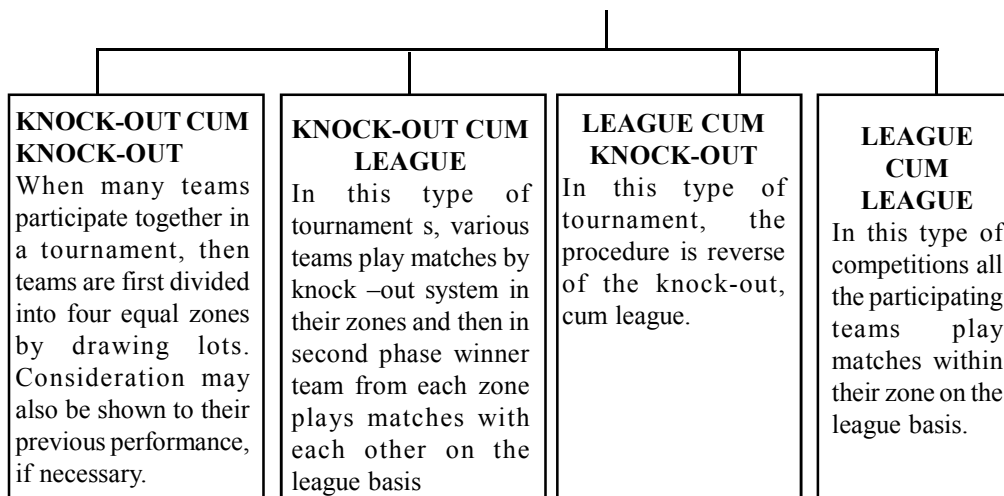 KNOCK-OUT CUM
KNOCK-OUT
When many teams
participate together in
a tournament, then
teams are first divided
into four equal zones
by drawing lots.
Consideration may
also be shown to their
previous performance,
if necessary.
KNOCK-OUT CUM
LEAGUE
In this type of
tournament s, various
teams play matches by
knock –out system in
their zones and then in
second phase winner
team from each zone
plays matches with
each other on the
league basis
LEAGUE CUM
KNOCK-OUT
In this type of
tournament, the
procedure is reverse
of the knock-out,
cum league.
LEAGUE
CUM
LEAGUE
In this type of
competitions all
the participating
teams play
matches within
their zone on the
league basis.